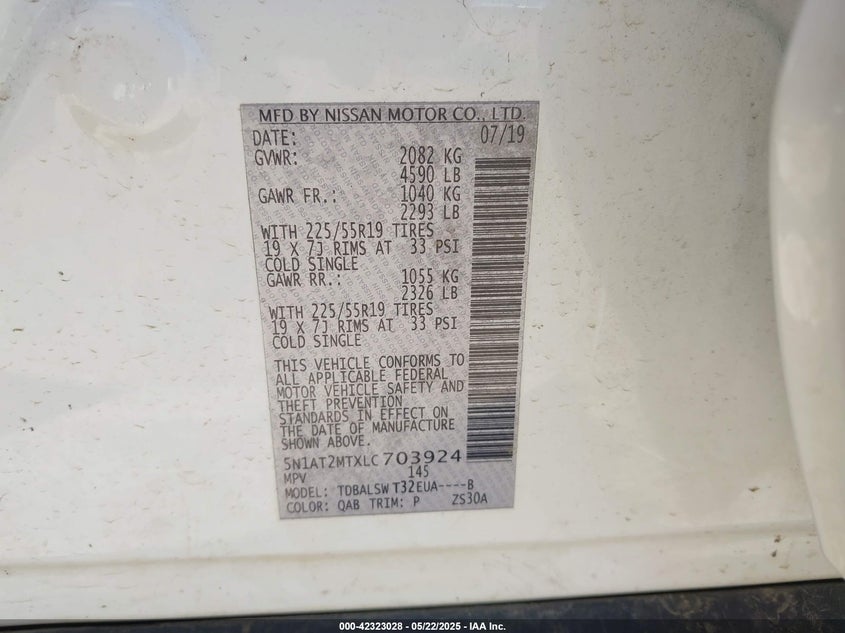 MFD BY NISSAN MOTOR CO., LTD.
DATE: 07/19
GVWR: 2082 KG
4590 LB
GAWR FR.: 1040 KG
2293 LB
WITH 225/55R19 TIRES
19 X 7J RIMS AT 33 PSI
COLD SINGLE
GAWR RR.: 1055 KG
2326 LB
WITH 225/55R19 TIRES
19 X 7J RIMS AT 33 PSI
COLD SINGLE
THIS VEHICLE CONFORMS TO
ALL APPLICABLE FEDERAL
MOTOR VEHICLE SAFETY AND
THEFT PREVENTION
STANDARDS IN EFFECT ON
THE DATE OF MANUFACTURE
SHOWN ABOVE.
5N1AT2MTXLC 703924
MPV 145
MODEL: TDBALSW T32EUA----B
COLOR: QAB TRIM: P ZS30A
000-42323028 - 05/22/2025 - IAA Inc.